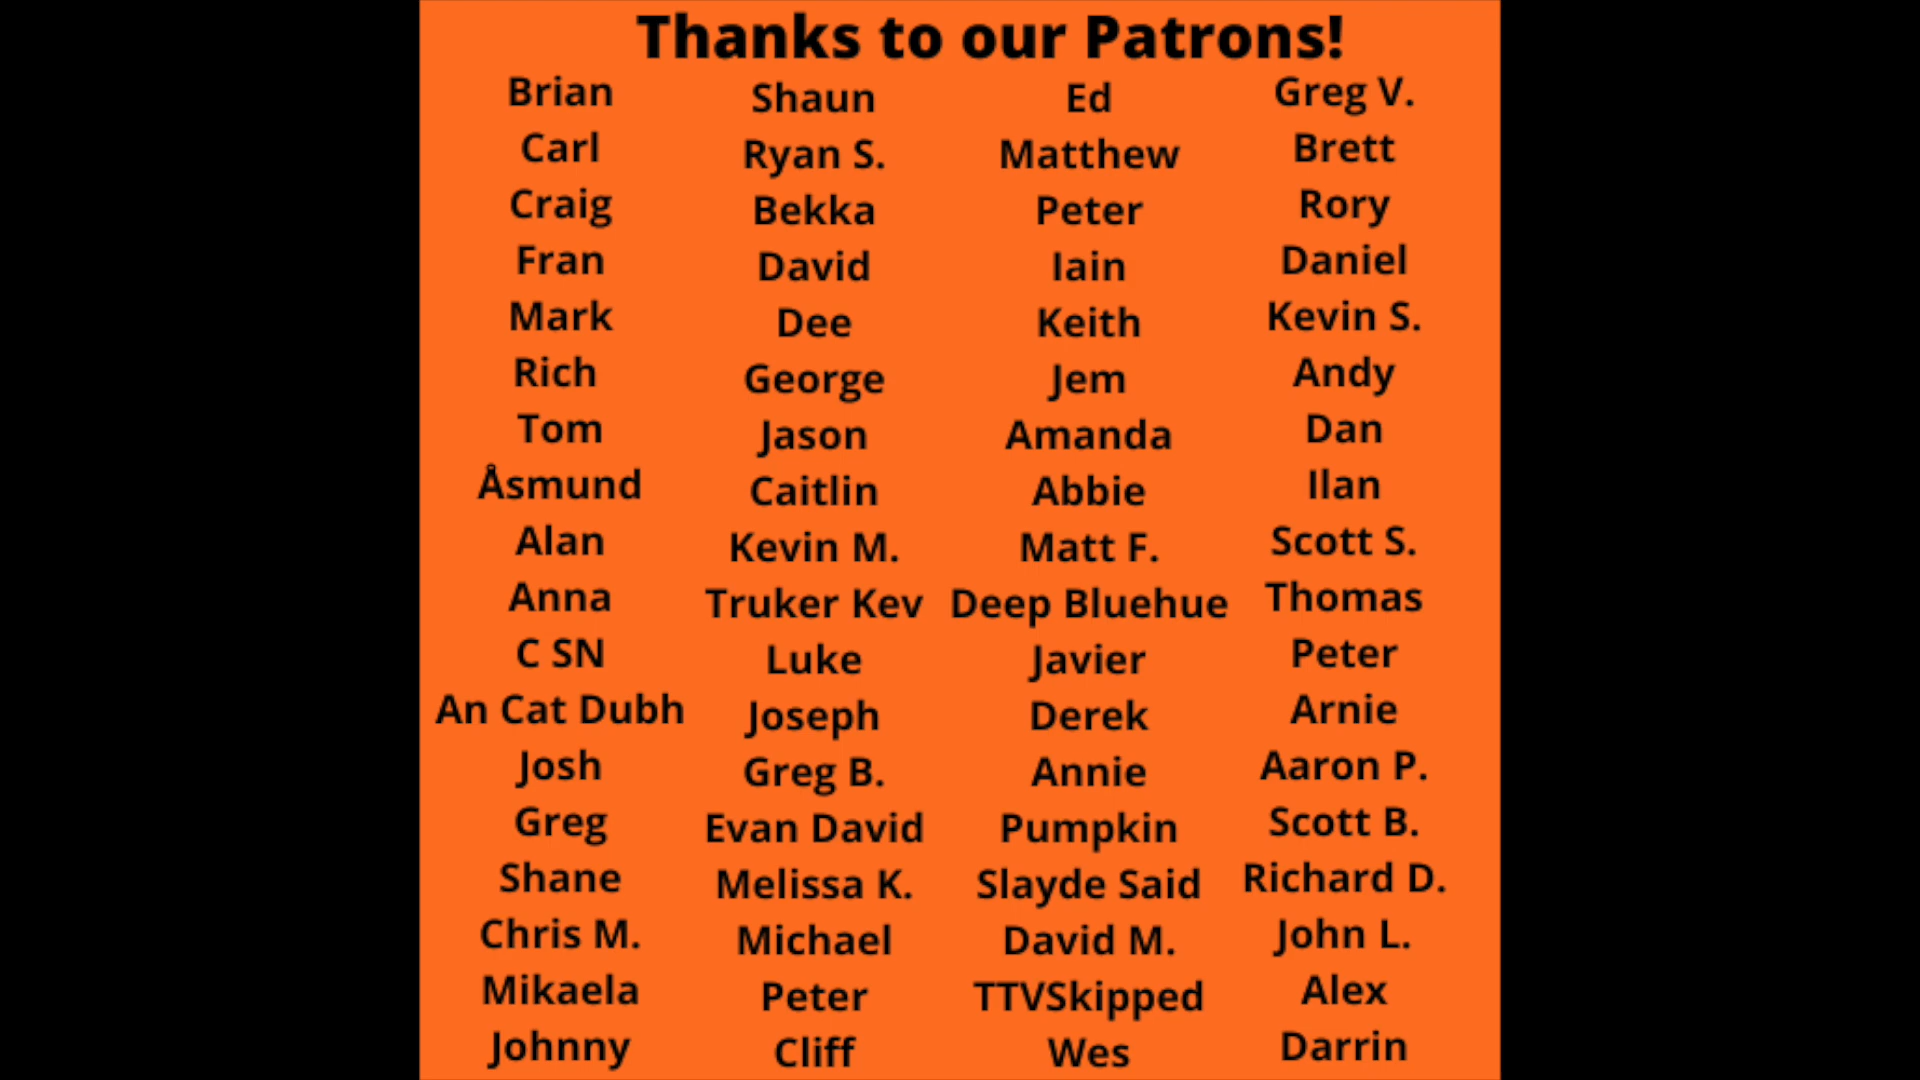 Thanks to our Patrons!
Brian
Carl
Craig
Fran
Mark
Rich
Tom
Åsmund
Alan
Anna
C SN
An Cat Dubh
Josh
Greg
Shane
Chris M.
Mikaela
Johnny
Shaun
Ryan S.
Bekka
David
Dee
George
Jason
Caitlin
Kevin M.
Truker Kev
Luke
Joseph
Greg B.
Evan David
Melissa K.
Michael
Peter
Cliff
Ed
Matthew
Peter
Iain
Keith
Jem
Amanda
Abbie
Matt F.
Deep Bluehue
Javier
Derek
Annie
Pumpkin
Slayde Said
David M.
TTVSkipped
Wes
Greg V.
Brett
Rory
Daniel
Kevin S.
Andy
Dan
Ilan
Scott S.
Thomas
Peter
Arnie
Aaron P.
Scott B.
Richard D.
John L.
Alex
Darrin